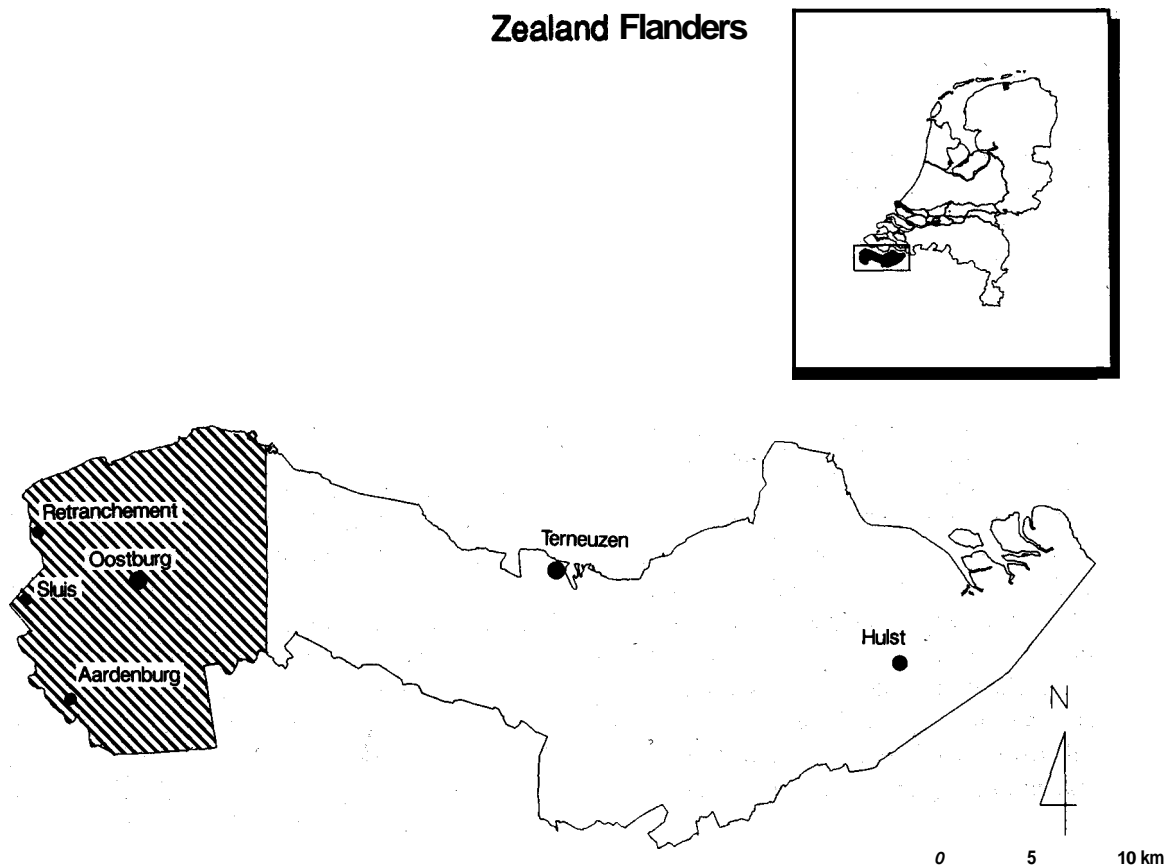 Zealand Flanders
Retranchement
Oostburg
Sluis
Aardenburg
Terneuzen
Hulst
N
0 5 10 km